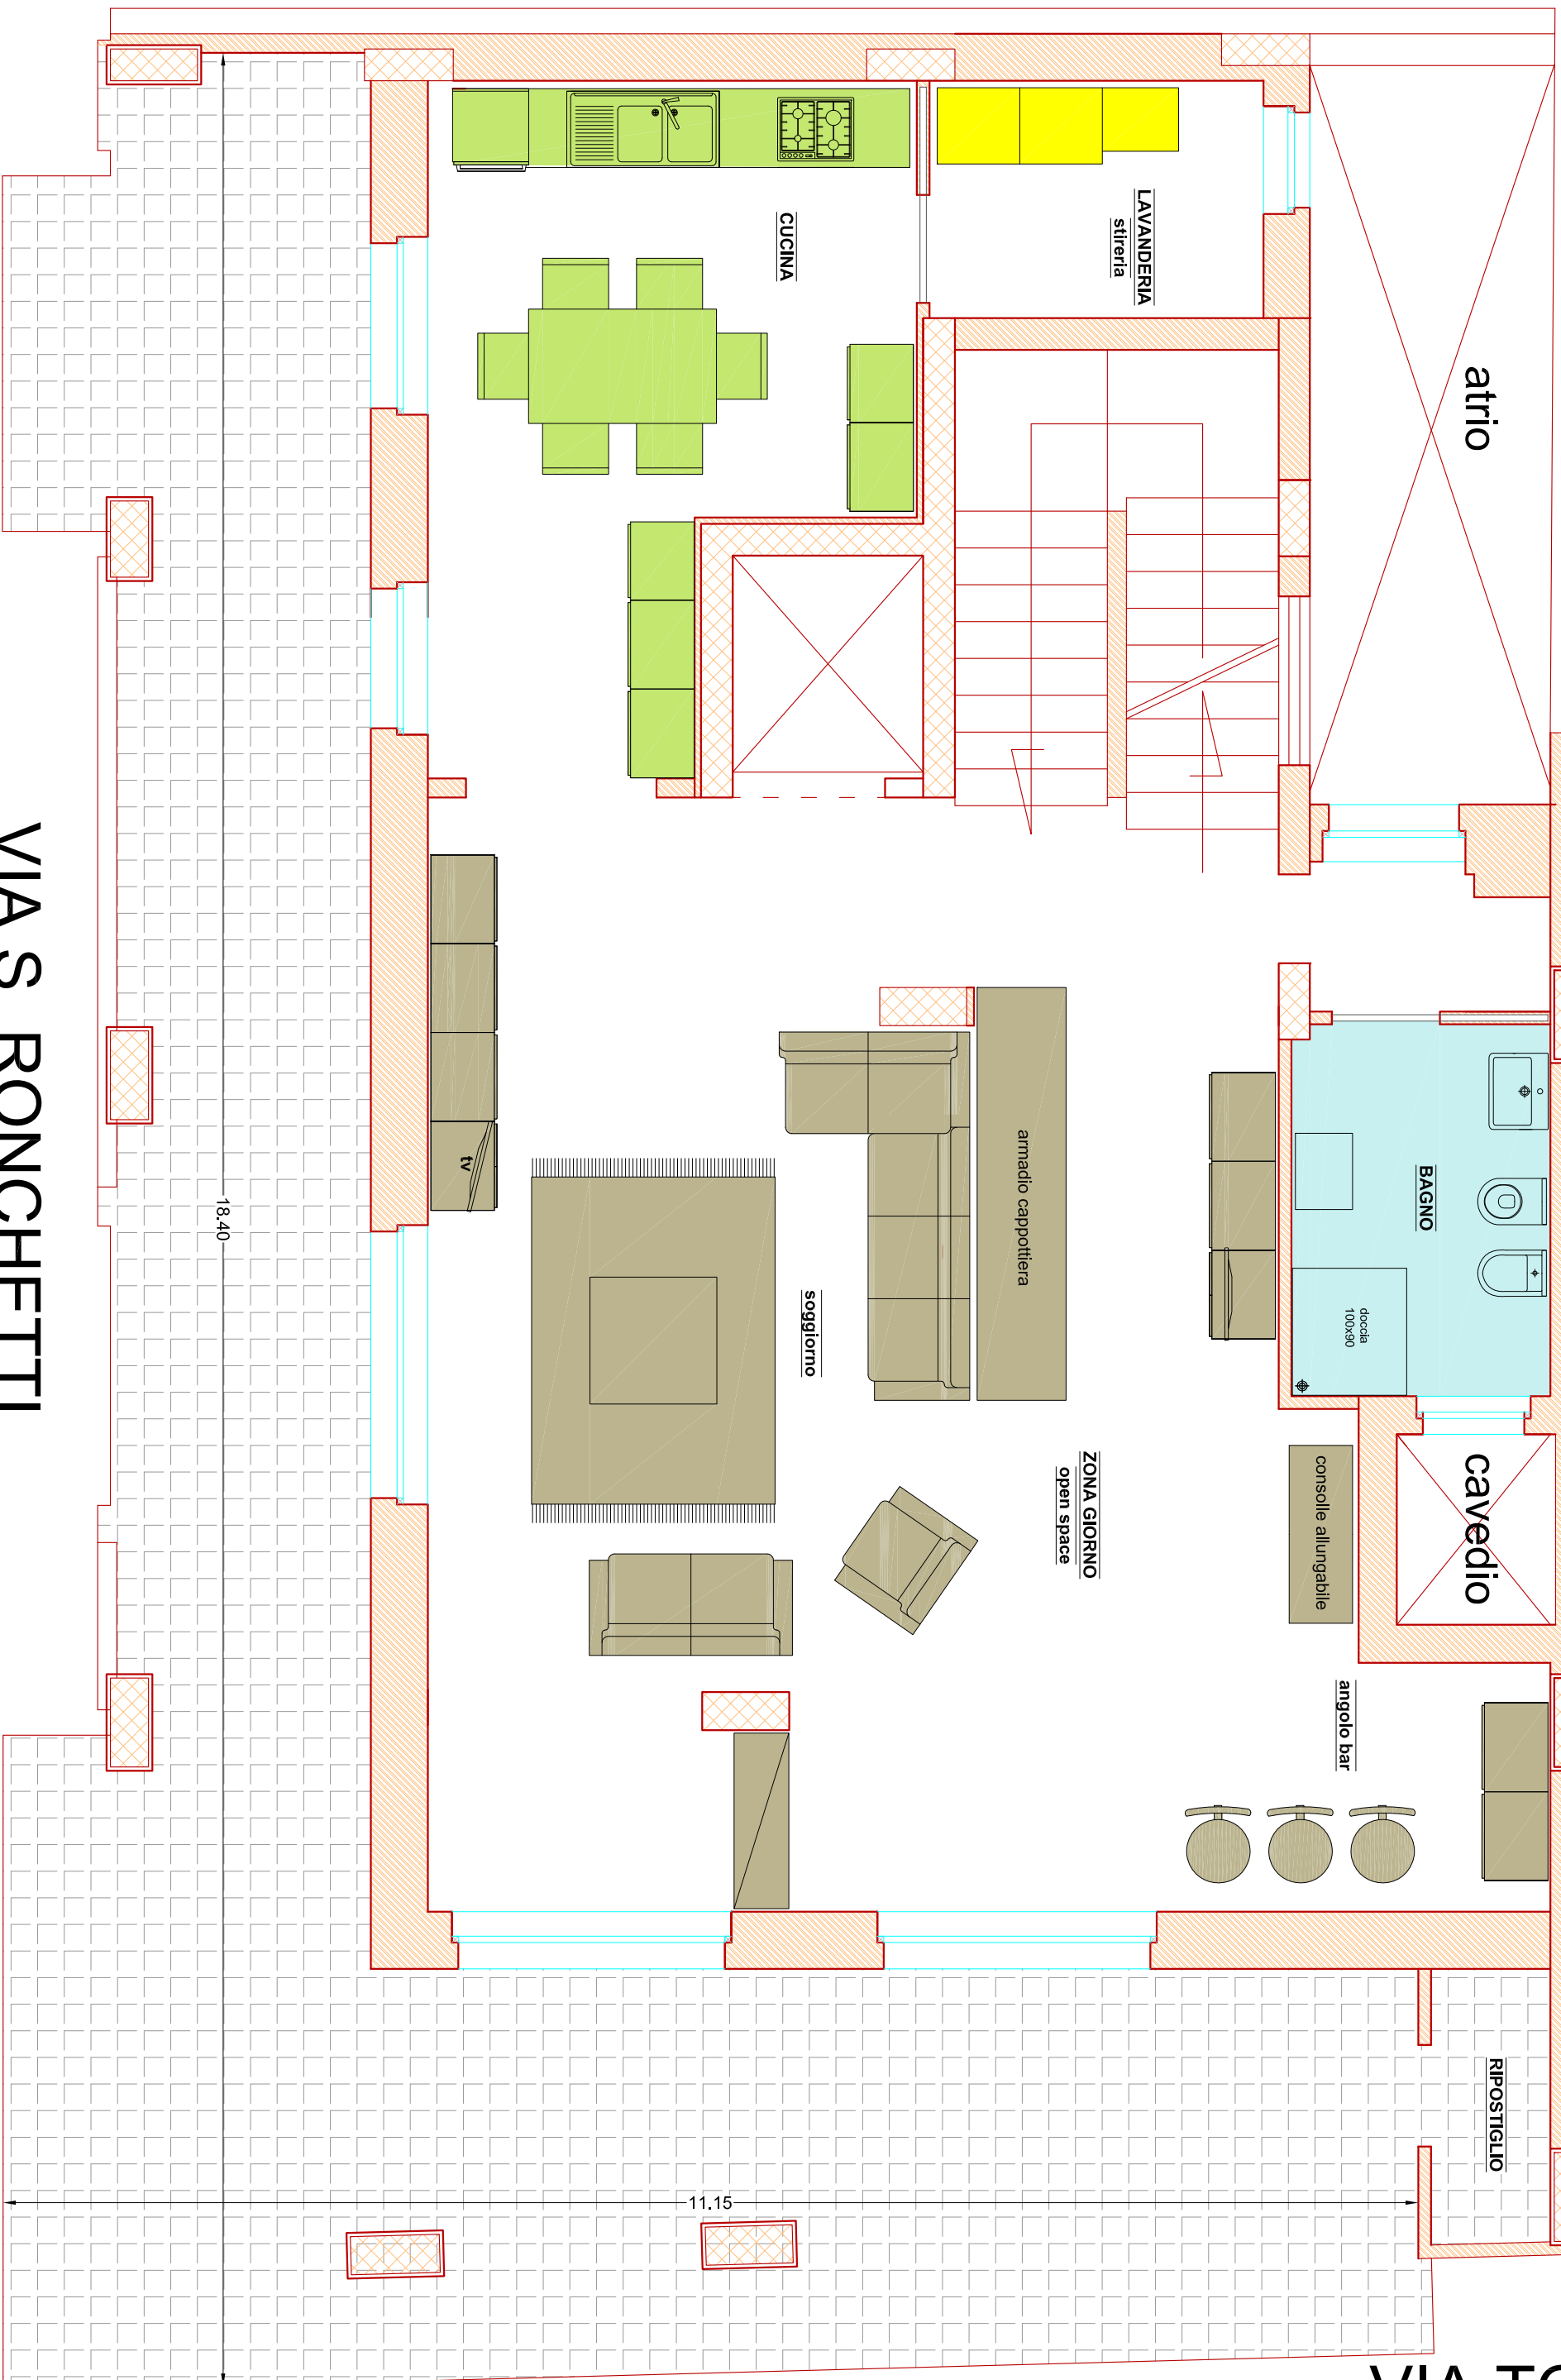 atrio
LAVANDERIA
stireria
CUCINA
BAGNO
doccia
100x90
cavedio
armadio cappottiera
consolle allungabile
tv
soggiorno
ZONA GIORNO
open space
angolo bar
RIPOSTIGLIO
18.40
11.15
VIA S RONCHETTI
VIA